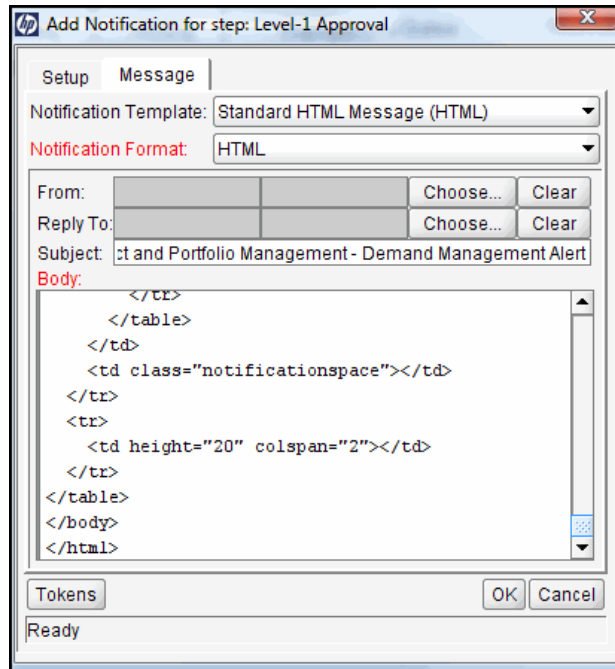 hp Add Notification for step: Level-1 Approval
Setup Message
Notification Template: Standard HTML Message (HTML)
Notification Format: HTML
From: Choose... Clear
Reply To: Choose... Clear
Subject: ct and Portfolio Management - Demand Management Alert
Body:
</tr>
</table>
</td>
<td class="notificationspace"></td>
</tr>
<tr>
<td height="20" colspan="2"></td>
</tr>
</table>
</body>
</html>
Tokens OK Cancel
Ready